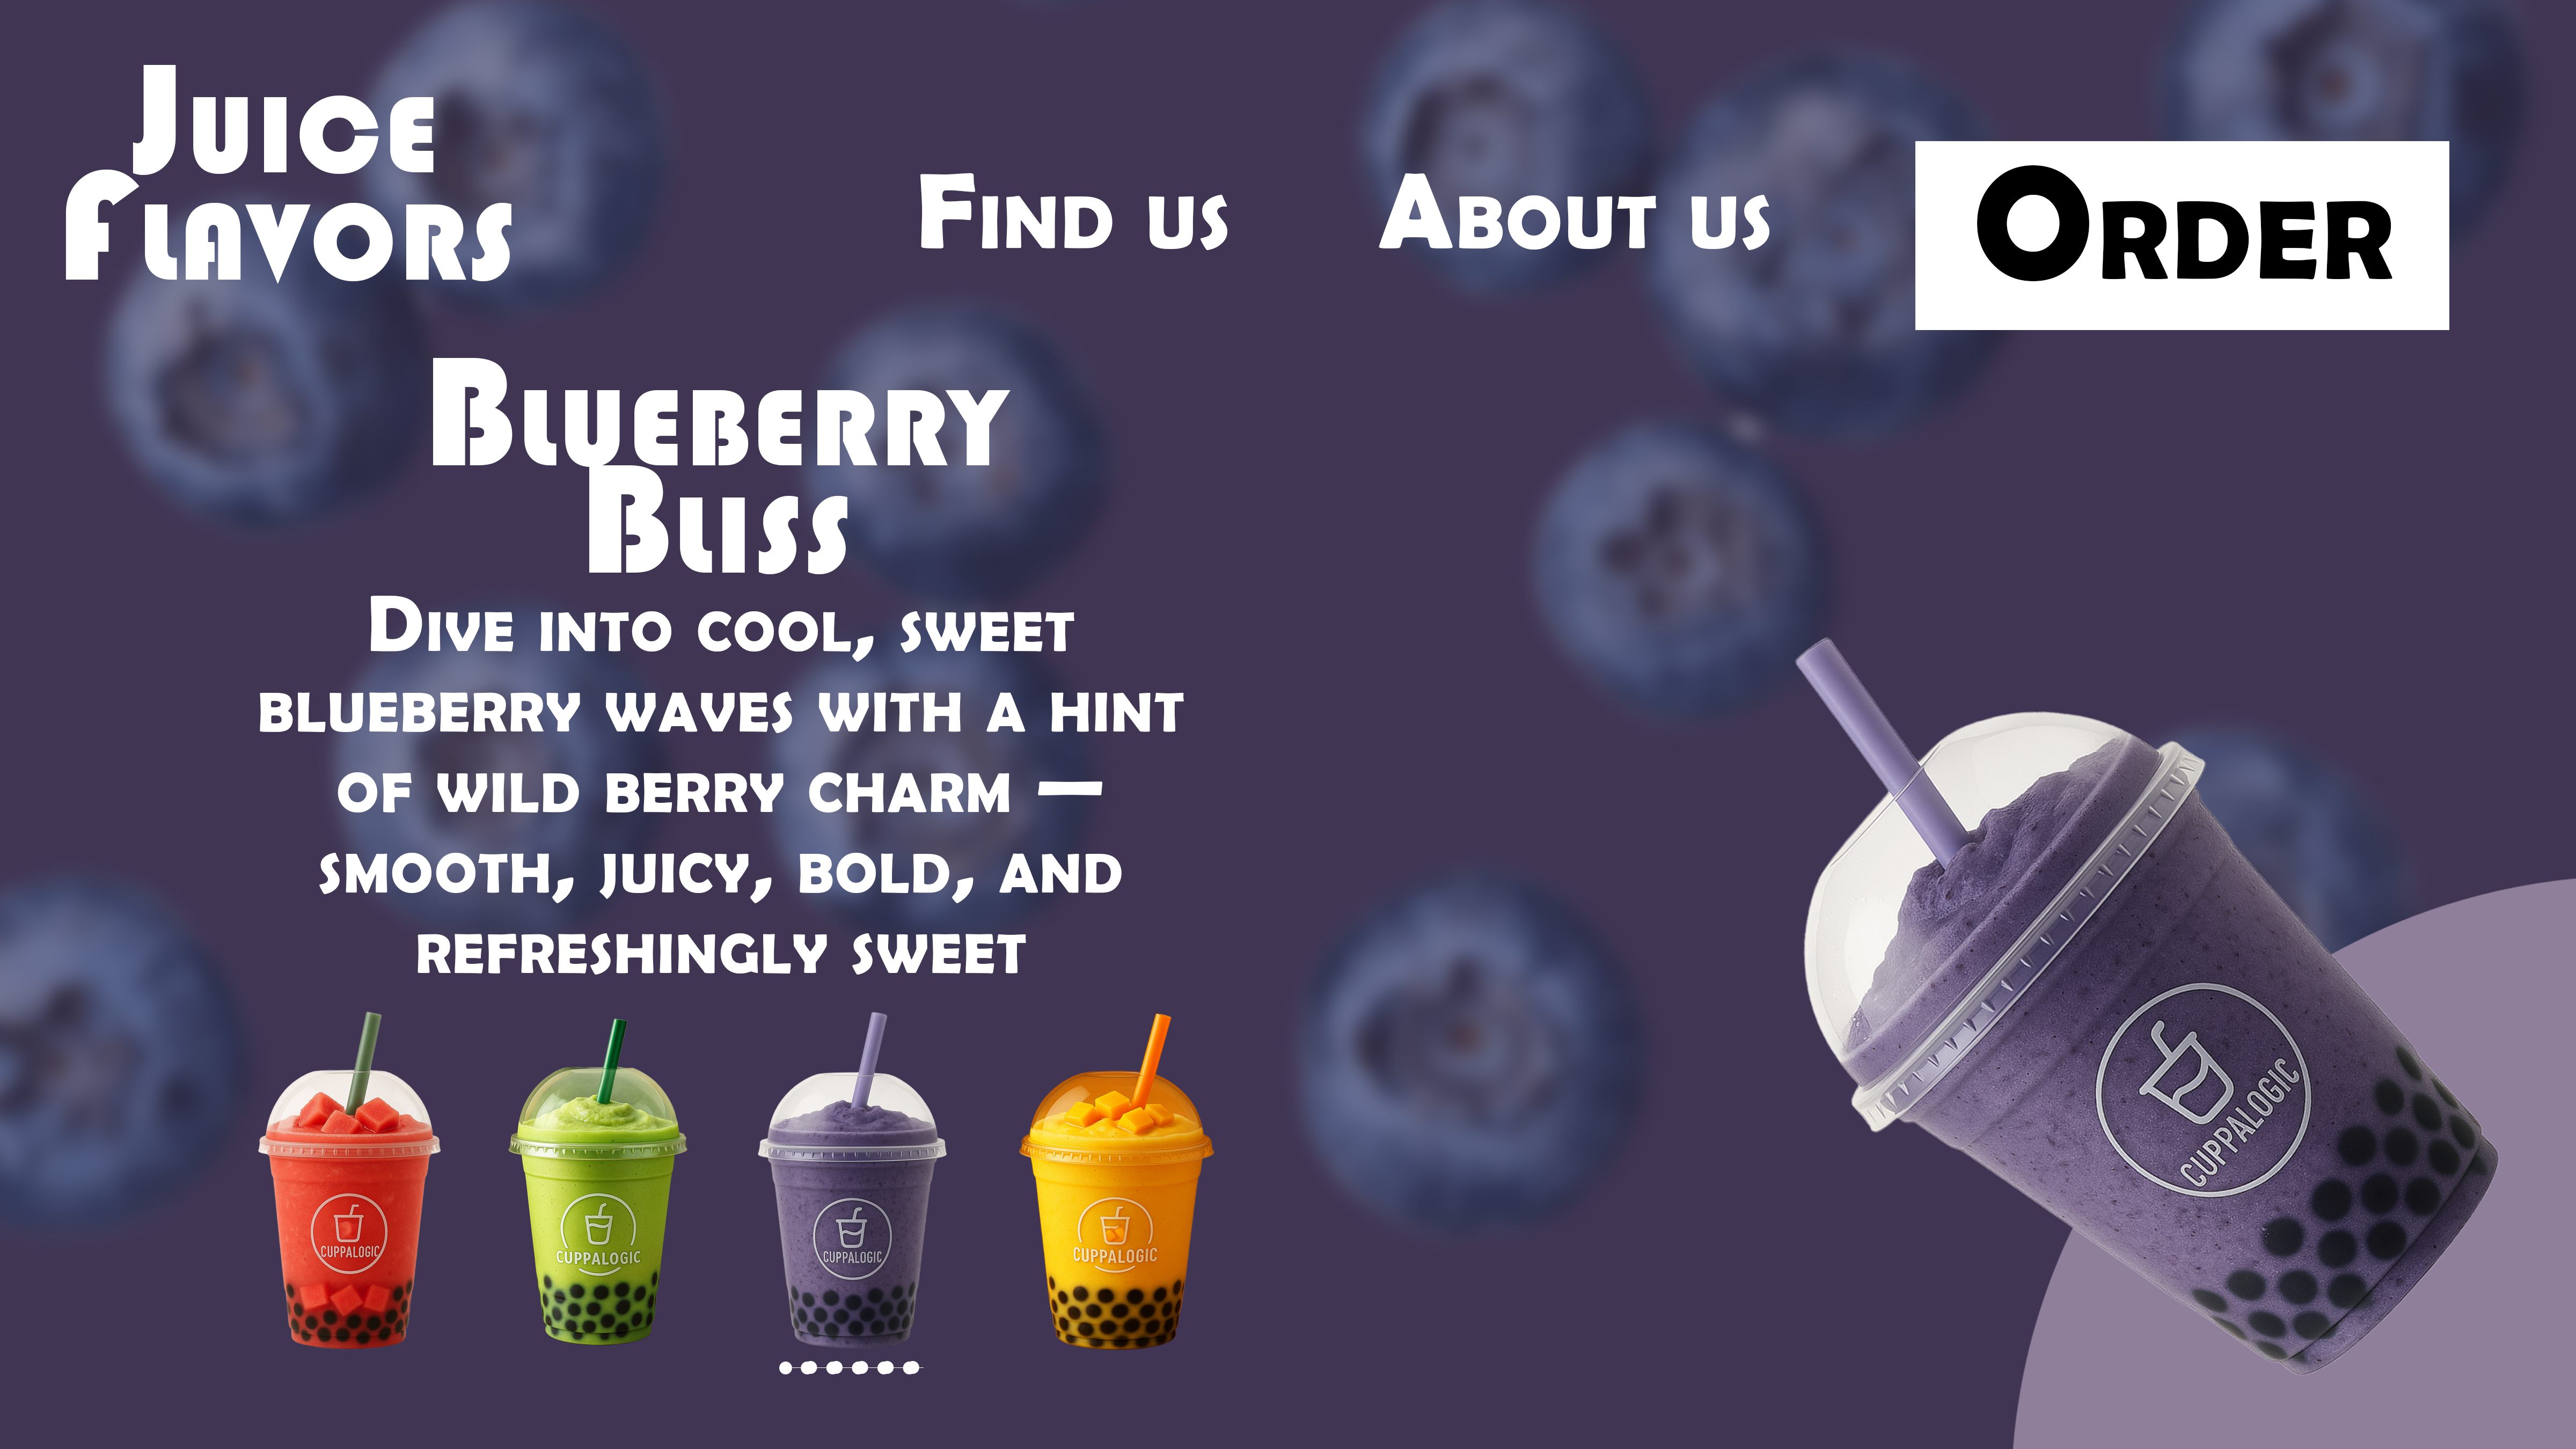 Juice
Flavors
Find us
About us
Order
Blueberry
Bliss
Dive into cool, sweet
blueberry waves with a hint
of wild berry charm —
smooth, juicy, bold, and
refreshingly sweet
CUPPALOGIC
CUPPALOGIC
CUPPALOGIC
CUPPALOGIC
CUPPALOGIC